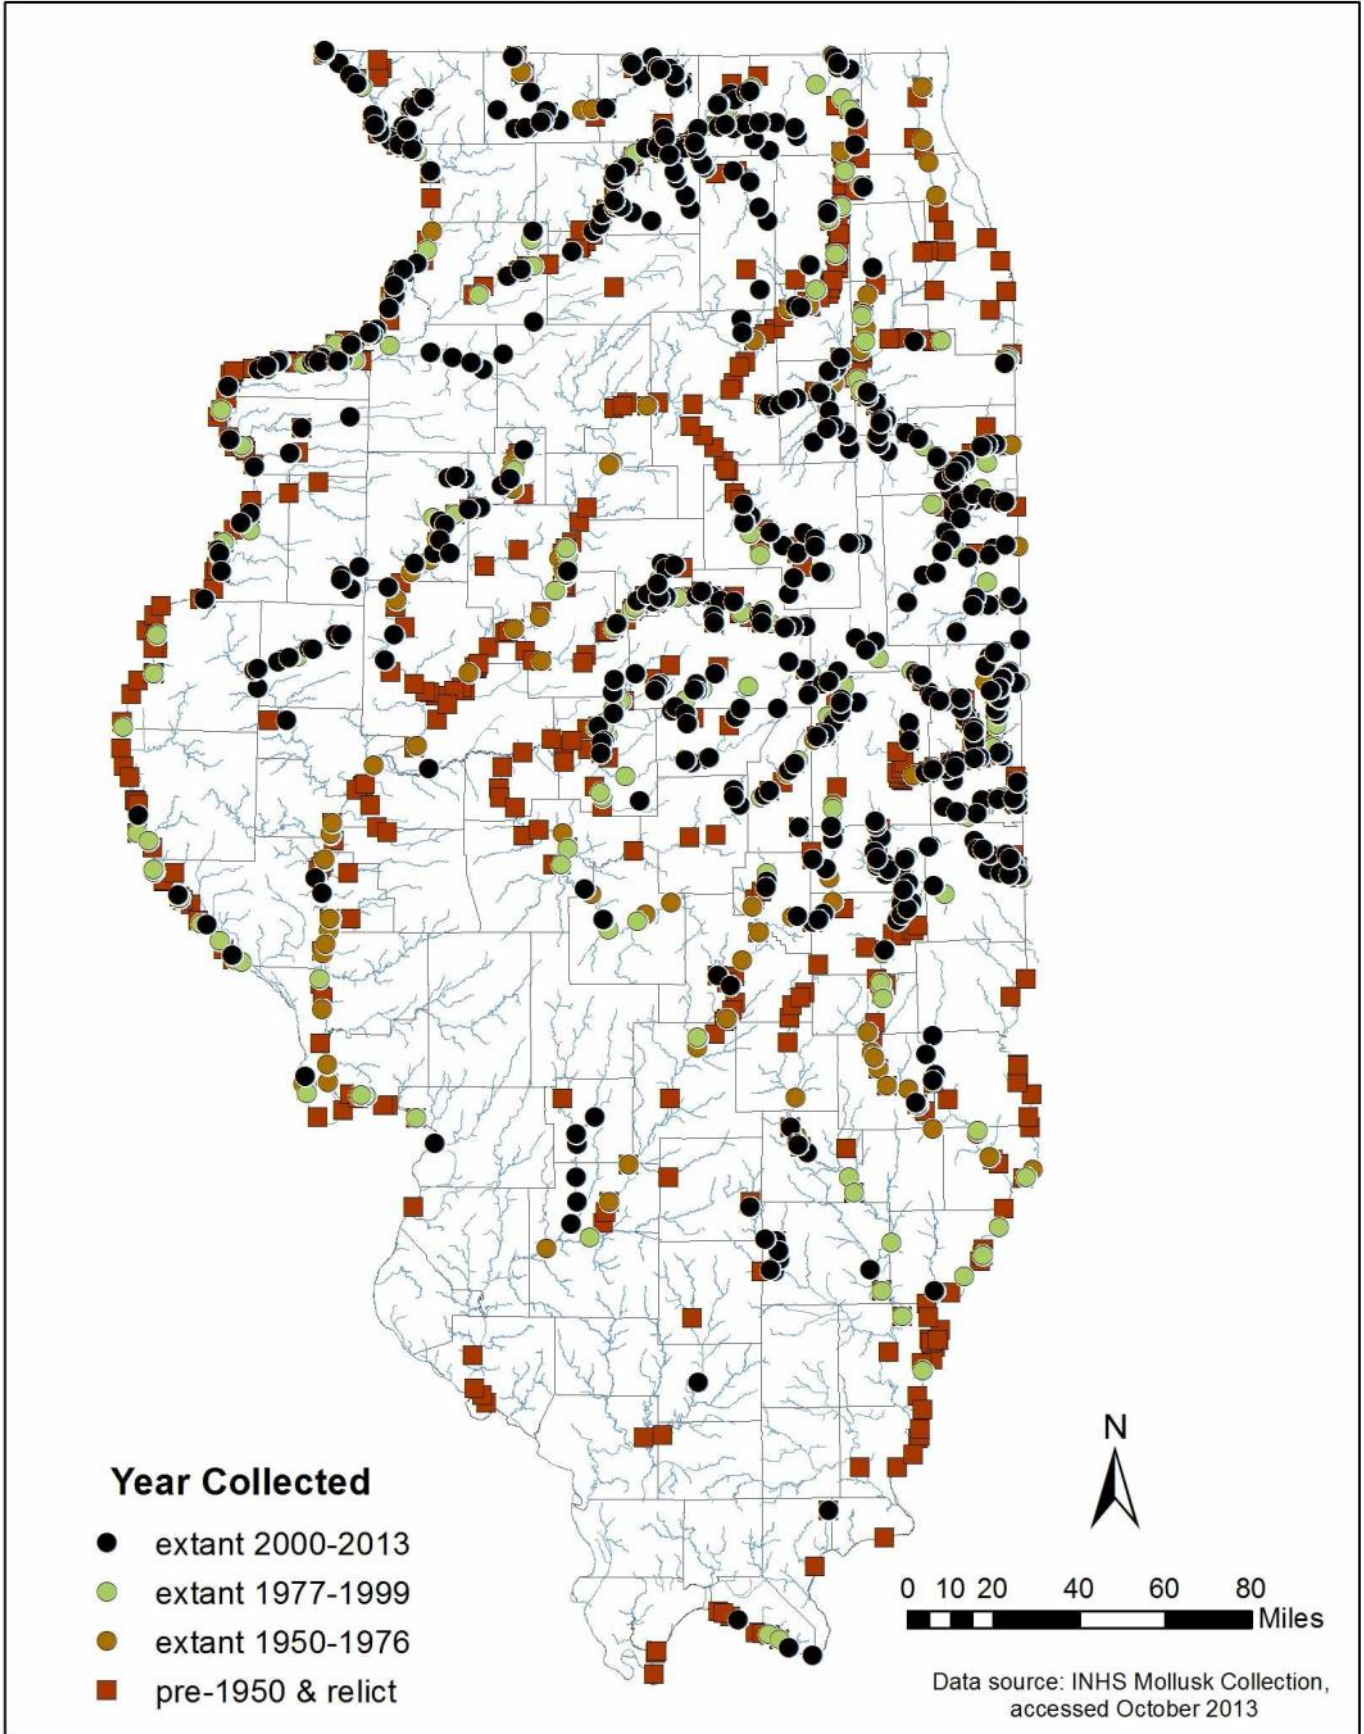 Year Collected
extant 2000-2013
extant 1977-1999
extant 1950-1976
pre-1950 & relict
N
0 10 20 40 60 80
Miles
Data source: INHS Mollusk Collection,
accessed October 2013